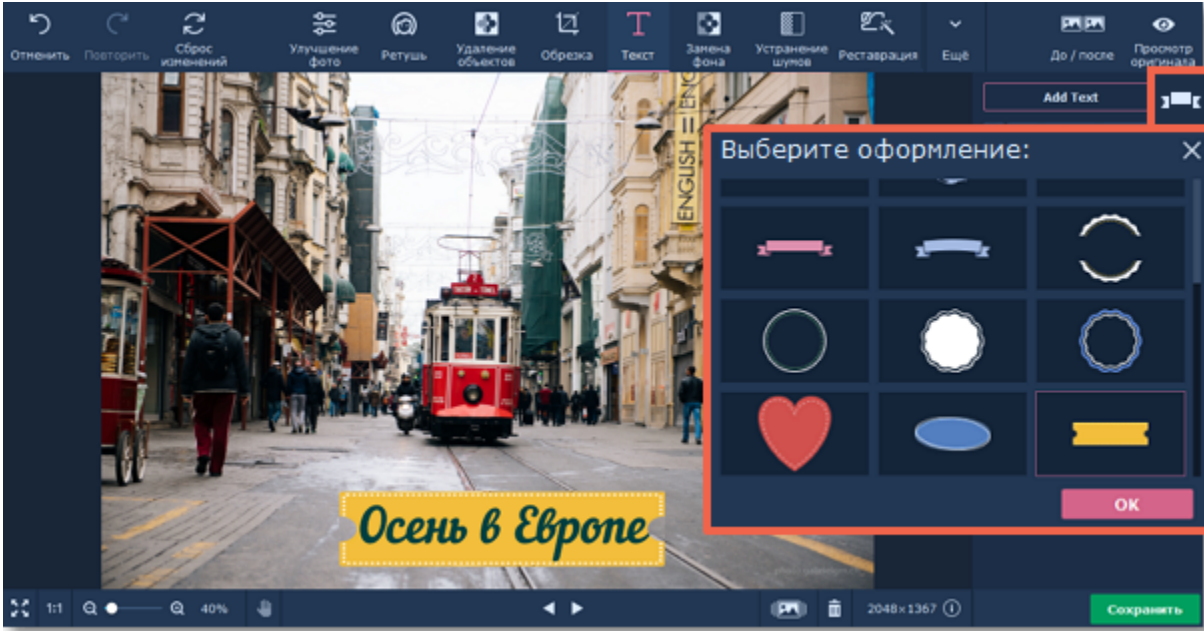 Отменить
Повторить
Сброс
изменений
Улучшение
фото
Ретушь
Удаление
объектов
Обрезка
Текст
Замена
фона
Устранение
шумов
Реставрация
Ещё
До / после
Просмотр
оригинала
Add Text
Выберите оформление:
ENGLISH = ENG
Осень в Европе
OK
1:1
40%
2048×1367
Сохранить